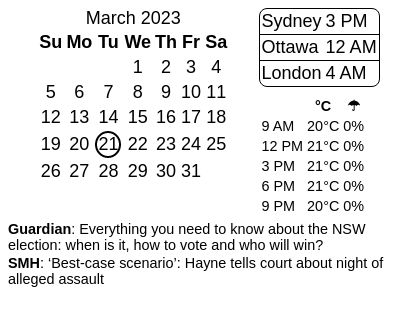 March 2023
Su Mo Tu We Th Fr Sa
1 2 3 4
5 6 7 8 9 10 11
12 13 14 15 16 17 18
19 20 21 22 23 24 25
26 27 28 29 30 31
Sydney 3 PM
Ottawa 12 AM
London 4 AM
°C ☂
9 AM 20°C 0%
12 PM 21°C 0%
3 PM 21°C 0%
6 PM 21°C 0%
9 PM 20°C 0%
Guardian: Everything you need to know about the NSW
election: when is it, how to vote and who will win?
SMH: ‘Best-case scenario’: Hayne tells court about night of
alleged assault